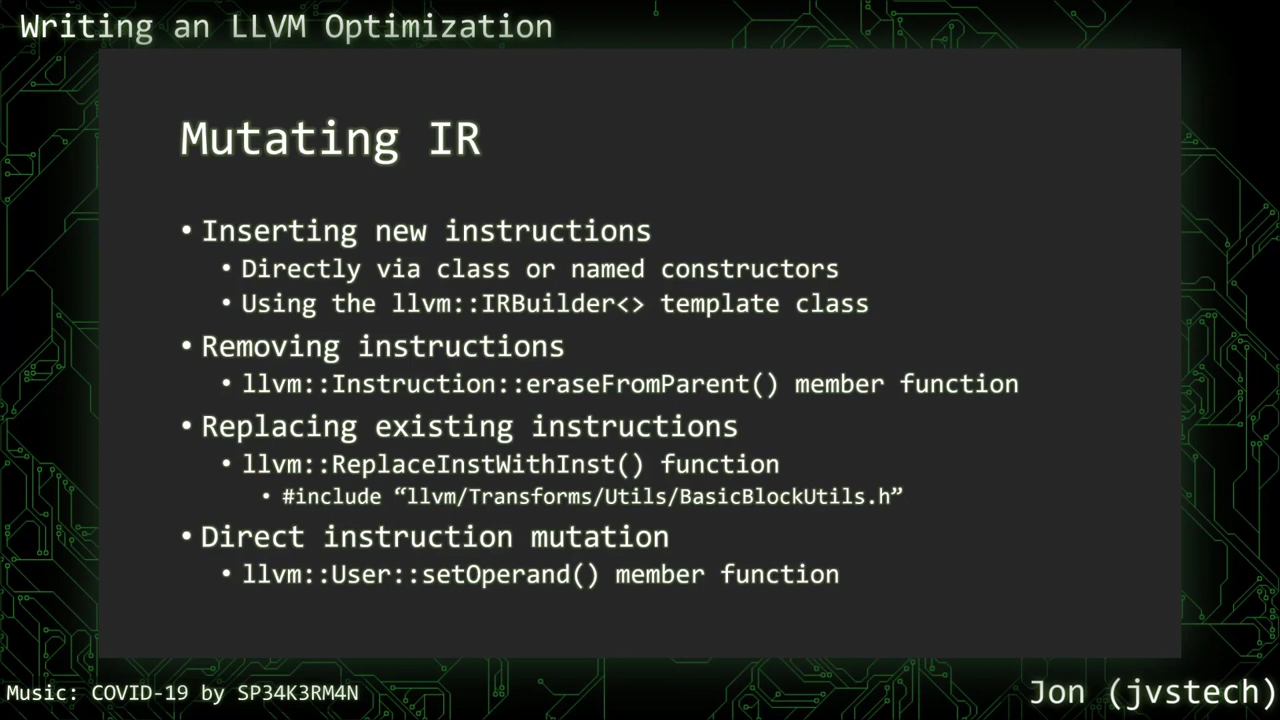 Writing an LLVM Optimization
Mutating IR
• Inserting new instructions
• Directly via class or named constructors
• Using the llvm::IRBuilder<> template class
• Removing instructions
• llvm::Instruction::eraseFromParent() member function
• Replacing existing instructions
• llvm::ReplaceInstWithInst() function
• #include “llvm/Transforms/Utils/BasicBlockUtils.h”
• Direct instruction mutation
• llvm::User::setOperand() member function
Music: COVID-19 by SP34K3RM4N
Jon (jvstech)